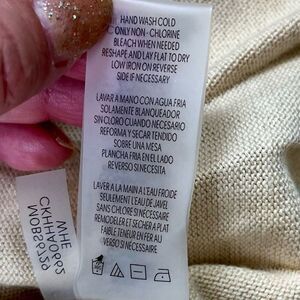 HAND WASH COLD
ONLY NON - CHLORINE
BLEACH WHEN NEEDED
RESHAPE AND LAY FLAT TO DRY
LOW IRON ON REVERSE
SIDE IF NECESSARY
LAVAR A MANO CON AGUA FRIA
SOLAMENTE BLANQUEADOR
SIN CLORO CUANDO NECESARIO
REFORMA Y SECAR TENDIDO
SOBRE UNA MESA
PLANCHA FRIA EN EL LADO
REVERSO SI NECESITA
LAVER A LA MAIN A L'EAU FROIDE
SEULEMENT L'EAU DE JAVEL
SANS CHLORE SI NECESSAIRE
REMODELER ET SECHER A PLAT
FAIBLE TENEUR EN FER AU
VERSO SI NECESSAIRE
WHE